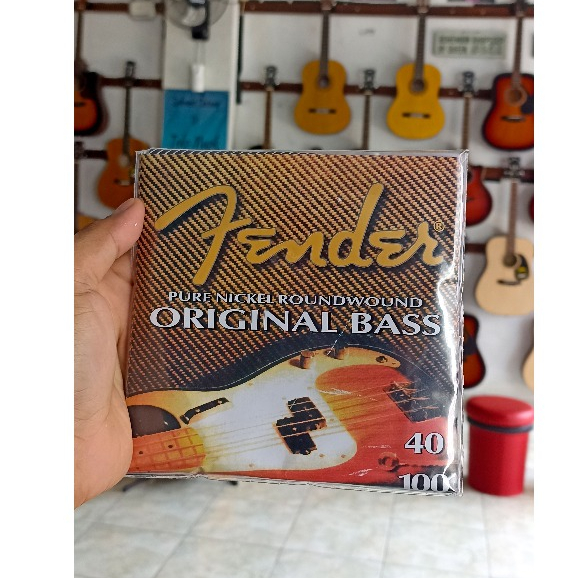 Fender®
PURE NICKEL ROUNDWOUND
ORIGINAL BASS
40
100